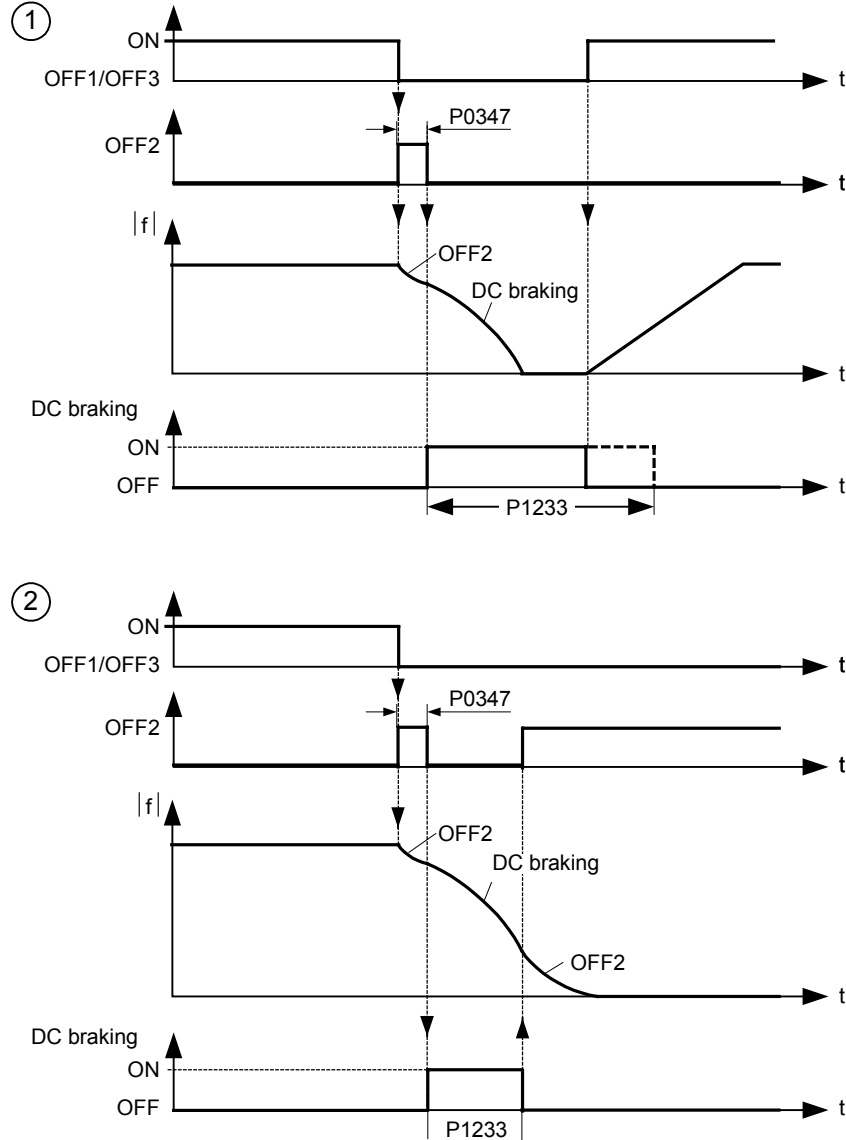 1
ON
OFF1/OFF3
t
P0347
OFF2
t
|f|
OFF2
DC braking
t
DC braking
ON
OFF
t
P1233
2
ON
OFF1/OFF3
t
P0347
OFF2
t
|f|
OFF2
DC braking
OFF2
t
DC braking
ON
OFF
t
P1233